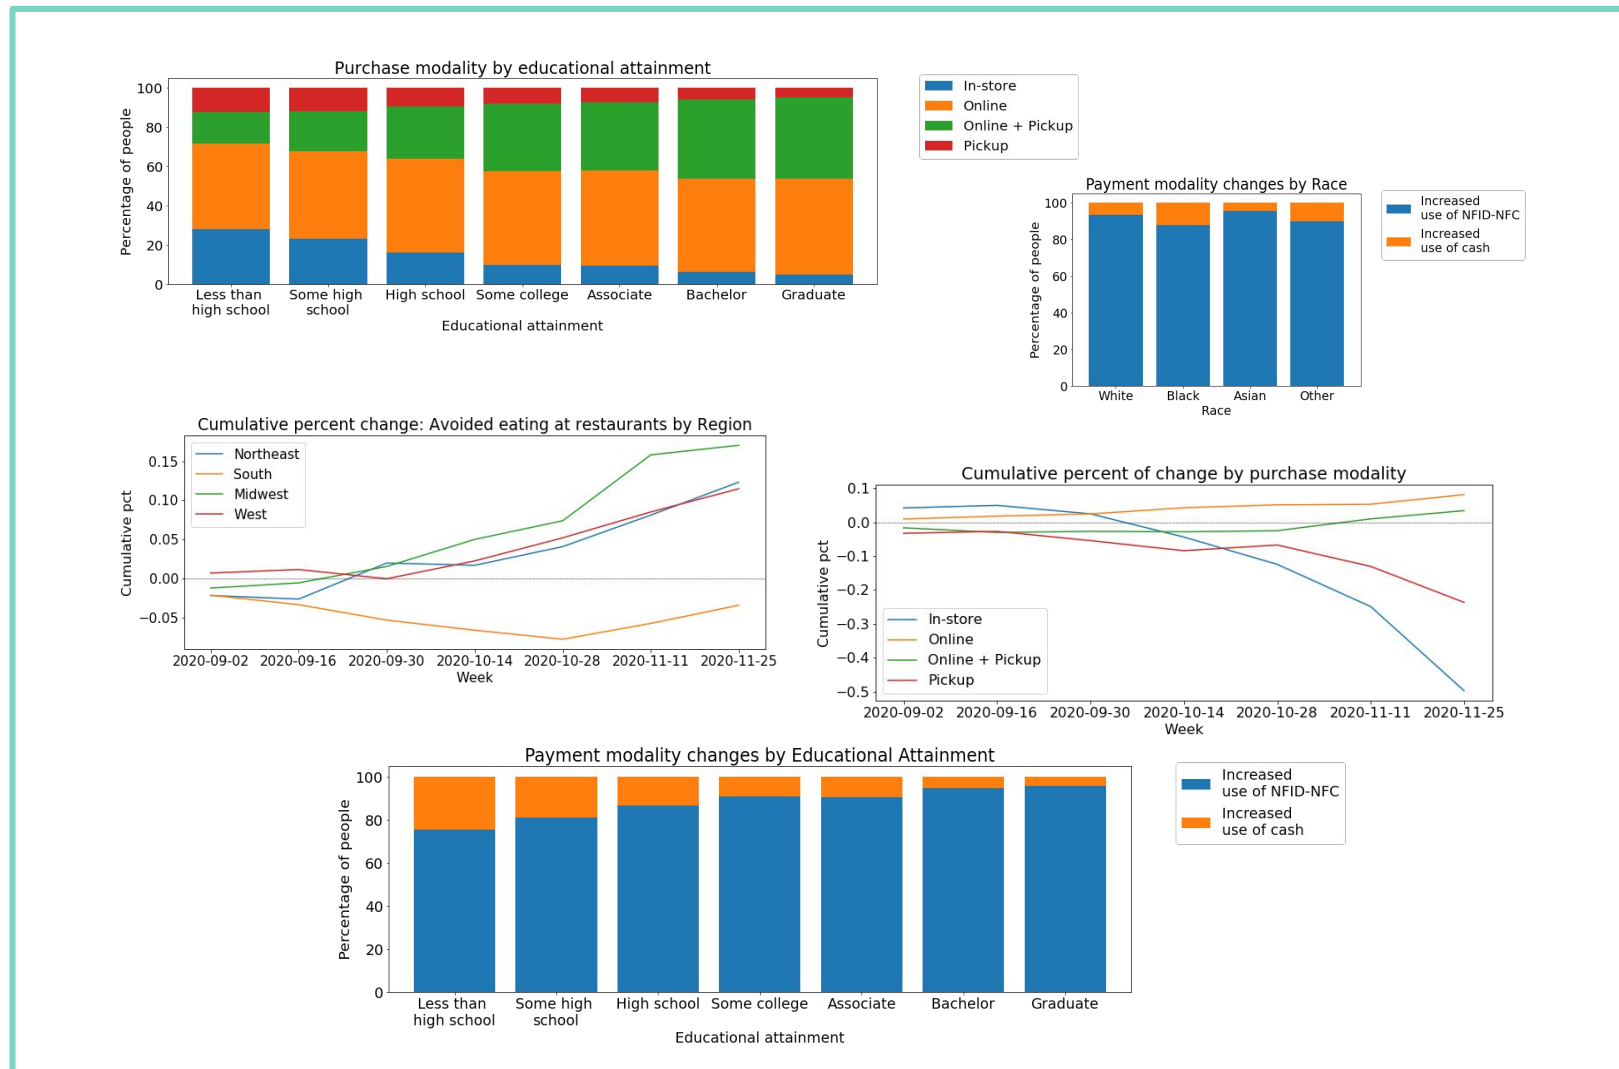 Purchase modality by educational attainment
Percentage of people
100
80
60
40
20
0
Less than
high school
Some high
school
High school
Some college
Associate
Bachelor
Graduate
Educational attainment
In-store
Online
Online + Pickup
Pickup
Payment modality changes by Race
Percentage of people
100
80
60
40
20
0
White
Black
Asian
Other
Race
Increased
use of NFID-NFC
Increased
use of cash
Cumulative percent change: Avoided eating at restaurants by Region
Cumulative pct
0.15
0.10
0.05
0.00
−0.05
Northeast
South
Midwest
West
2020-09-02
2020-09-16
2020-09-30
2020-10-14
2020-10-28
2020-11-11
2020-11-25
Week
Cumulative percent of change by purchase modality
Cumulative pct
0.1
0.0
−0.1
−0.2
−0.3
−0.4
−0.5
In-store
Online
Online + Pickup
Pickup
2020-09-02
2020-09-16
2020-09-30
2020-10-14
2020-10-28
2020-11-11
2020-11-25
Week
Payment modality changes by Educational Attainment
Percentage of people
100
80
60
40
20
0
Less than
high school
Some high
school
High school
Some college
Associate
Bachelor
Graduate
Educational attainment
Increased
use of NFID-NFC
Increased
use of cash